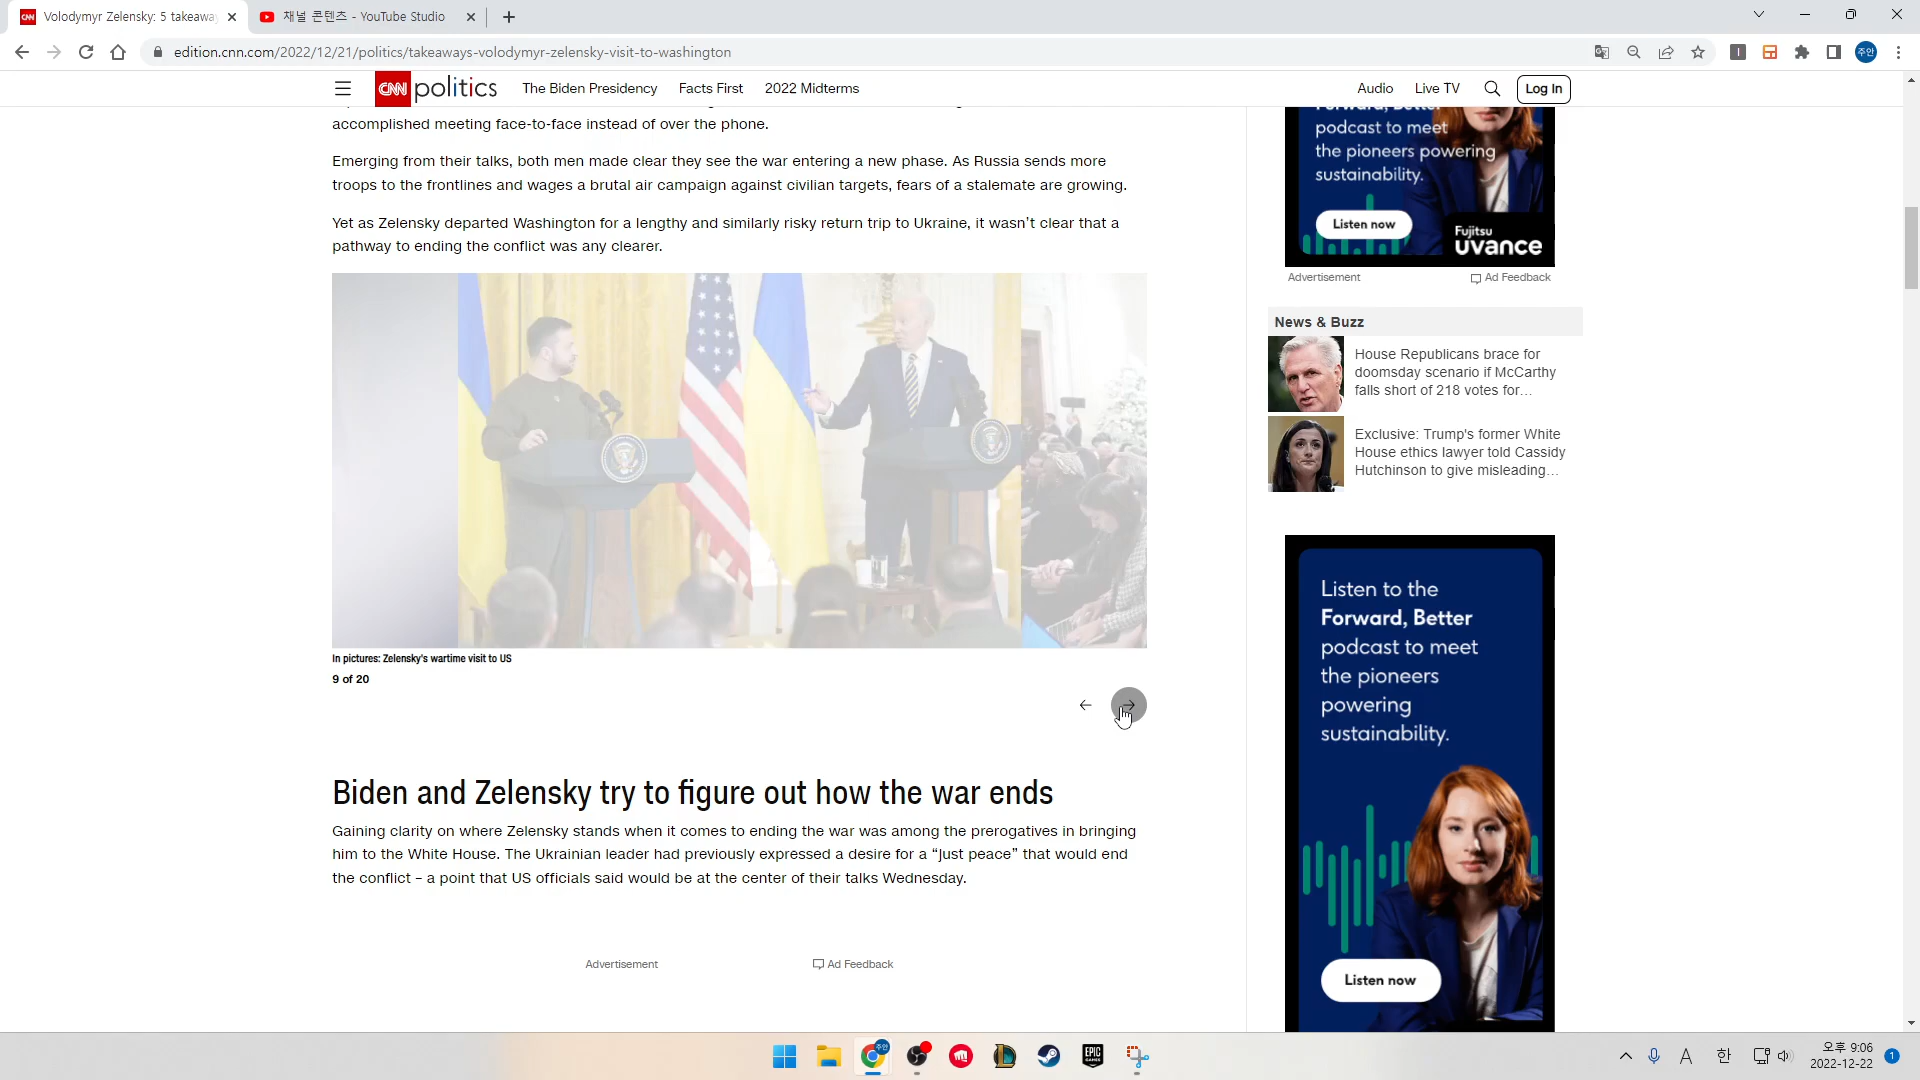 Volodymyr Zelensky: 5 takeaway
채널 콘텐츠 - YouTube Studio
edition.cnn.com/2022/12/21/politics/takeaways-volodymyr-zelensky-visit-to-washington
주안
CNN politics
The Biden Presidency
Facts First
2022 Midterms
Audio
Live TV
Log In
accomplished meeting face-to-face instead of over the phone.
Emerging from their talks, both men made clear they see the war entering a new phase. As Russia sends more
troops to the frontlines and wages a brutal air campaign against civilian targets, fears of a stalemate are growing.
Yet as Zelensky departed Washington for a lengthy and similarly risky return trip to Ukraine, it wasn’t clear that a
pathway to ending the conflict was any clearer.
In pictures: Zelensky's wartime visit to US
9 of 20
Biden and Zelensky try to figure out how the war ends
Gaining clarity on where Zelensky stands when it comes to ending the war was among the prerogatives in bringing
him to the White House. The Ukrainian leader had previously expressed a desire for a “just peace” that would end
the conflict – a point that US officials said would be at the center of their talks Wednesday.
Advertisement
Ad Feedback
podcast to meet
the pioneers powering
sustainability.
Listen now
Fujitsu
uvance
Advertisement
Ad Feedback
News & Buzz
House Republicans brace for
doomsday scenario if McCarthy
falls short of 218 votes for...
Exclusive: Trump's former White
House ethics lawyer told Cassidy
Hutchinson to give misleading...
Listen to the
Forward, Better
podcast to meet
the pioneers
powering
sustainability.
Listen now
주안
EPIC
GAMES
A
한
오후 9:06
2022-12-22
1